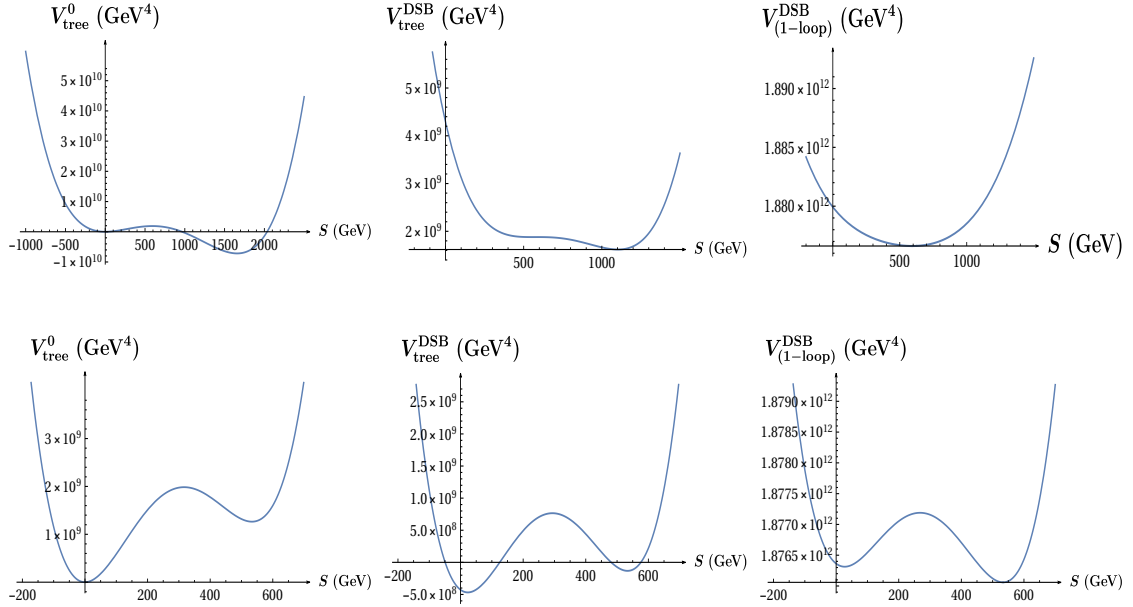 V^0_tree (GeV^4)
5×10^10
4×10^10
3×10^10
2×10^10
1×10^10
-1×10^10
-1000 -500 500 1000 1500 2000
S (GeV)
V^DSB_tree (GeV^4)
5×10^9
4×10^9
3×10^9
2×10^9
500 1000
S (GeV)
V^DSB_(1-loop) (GeV^4)
1.890×10^12
1.885×10^12
1.880×10^12
500 1000
S (GeV)
V^0_tree (GeV^4)
3×10^9
2×10^9
1×10^9
-200 200 400 600
S (GeV)
V^DSB_tree (GeV^4)
2.5×10^9
2.0×10^9
1.5×10^9
1.0×10^9
5.0×10^8
-5.0×10^8
-200 200 400 600
S (GeV)
V^DSB_(1-loop) (GeV^4)
1.8790×10^12
1.8785×10^12
1.8780×10^12
1.8775×10^12
1.8770×10^12
1.8765×10^12
-200 200 400 600
S (GeV)